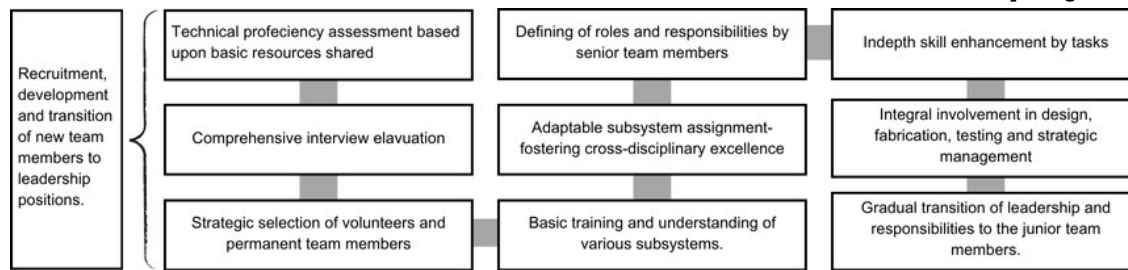 Recruitment,
development
and transition
of new team
members to
leadership
positions.
Technical profeciency assessment based
upon basic resources shared
Comprehensive interview elavuation
Strategic selection of volunteers and
permanent team members
Basic training and understanding of
various subsystems.
Adaptable subsystem assignment-
fostering cross-disciplinary excellence
Defining of roles and responsibilities by
senior team members
Indepth skill enhancement by tasks
Integral involvement in design,
fabrication, testing and strategic
management
Gradual transition of leadership and
responsibilities to the junior team
members.